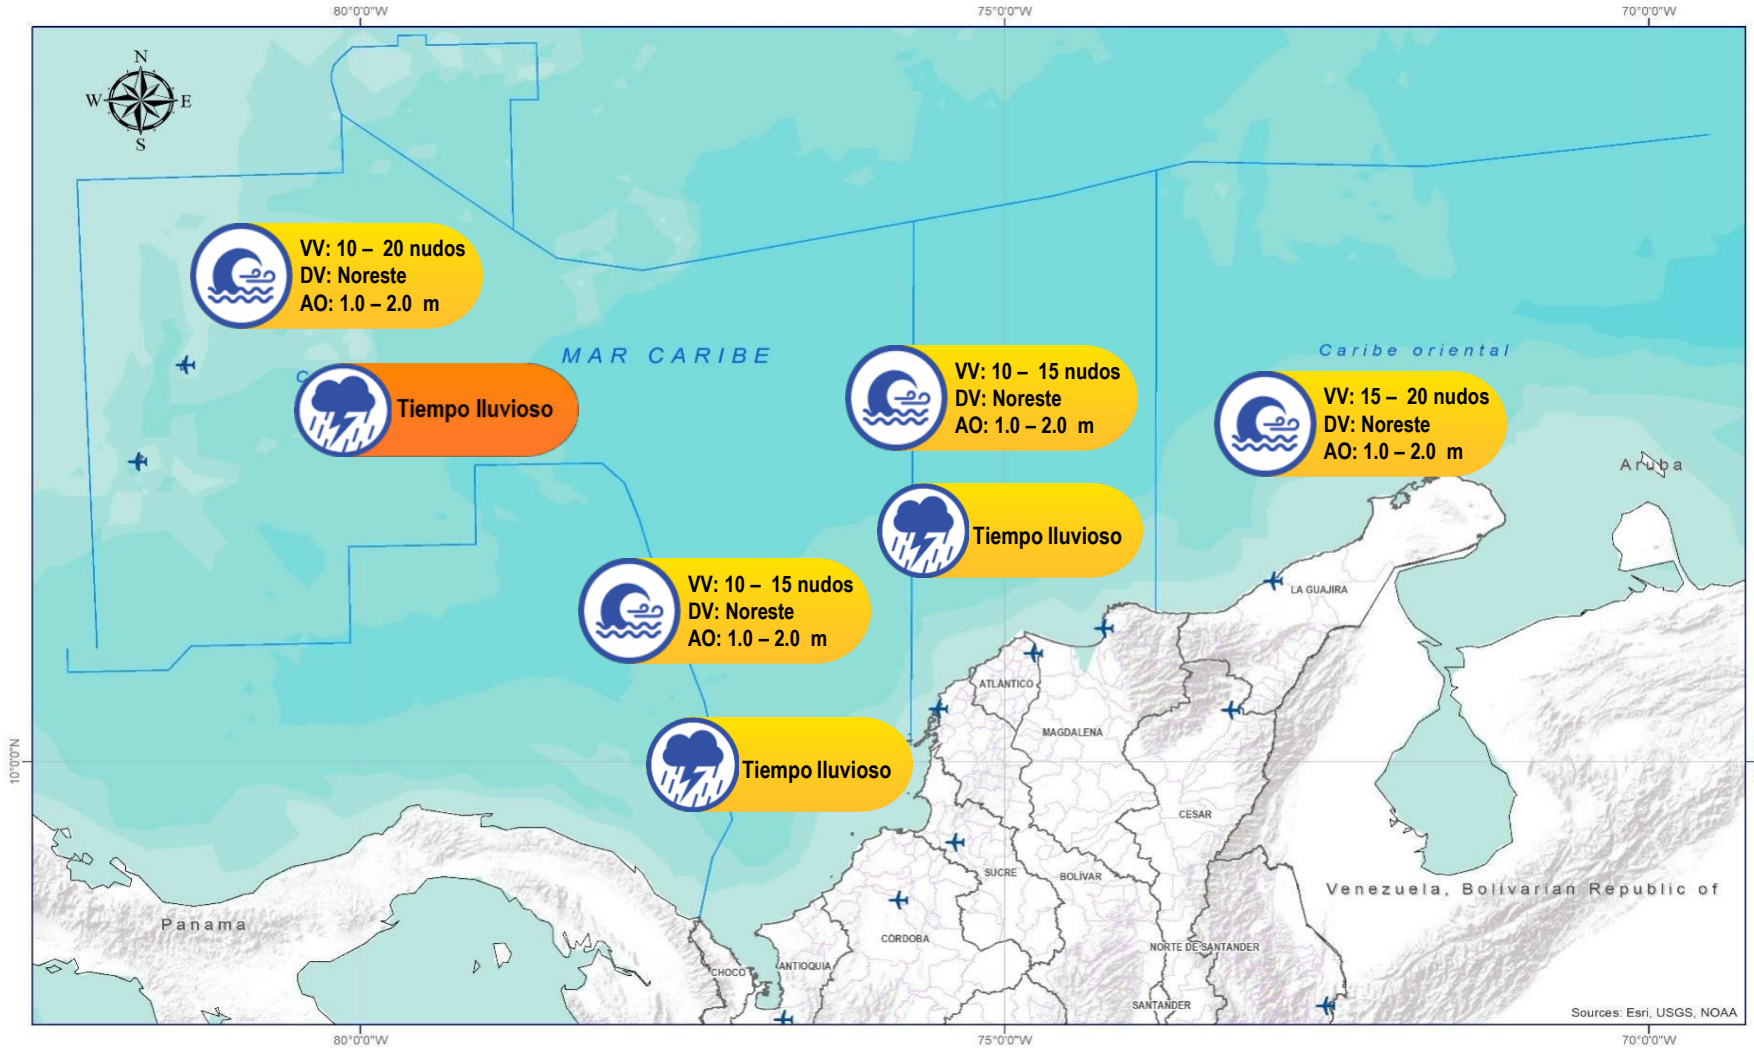 80°0'0"W
75°0'0"W
70°0'0"W
N
W
E
S
VV: 10 – 20 nudos
DV: Noreste
AO: 1.0 – 2.0 m
MAR CARIBE
Caribe oriental
C
Tiempo lluvioso
VV: 10 – 15 nudos
DV: Noreste
AO: 1.0 – 2.0 m
VV: 15 – 20 nudos
DV: Noreste
AO: 1.0 – 2.0 m
Aruba
Tiempo lluvioso
VV: 10 – 15 nudos
DV: Noreste
AO: 1.0 – 2.0 m
LA GUAJIRA
ATLÁNTICO
MAGDALENA
10°0'0"N
Tiempo lluvioso
CESAR
SUCRE
BOLÍVAR
Venezuela, Bolivarian Republic of
Panama
CÓRDOBA
NORTE DE SANTANDER
CHOCÓ
ANTIOQUIA
SANTANDER
Sources: Esri, USGS, NOAA
80°0'0"W
75°0'0"W
70°0'0"W